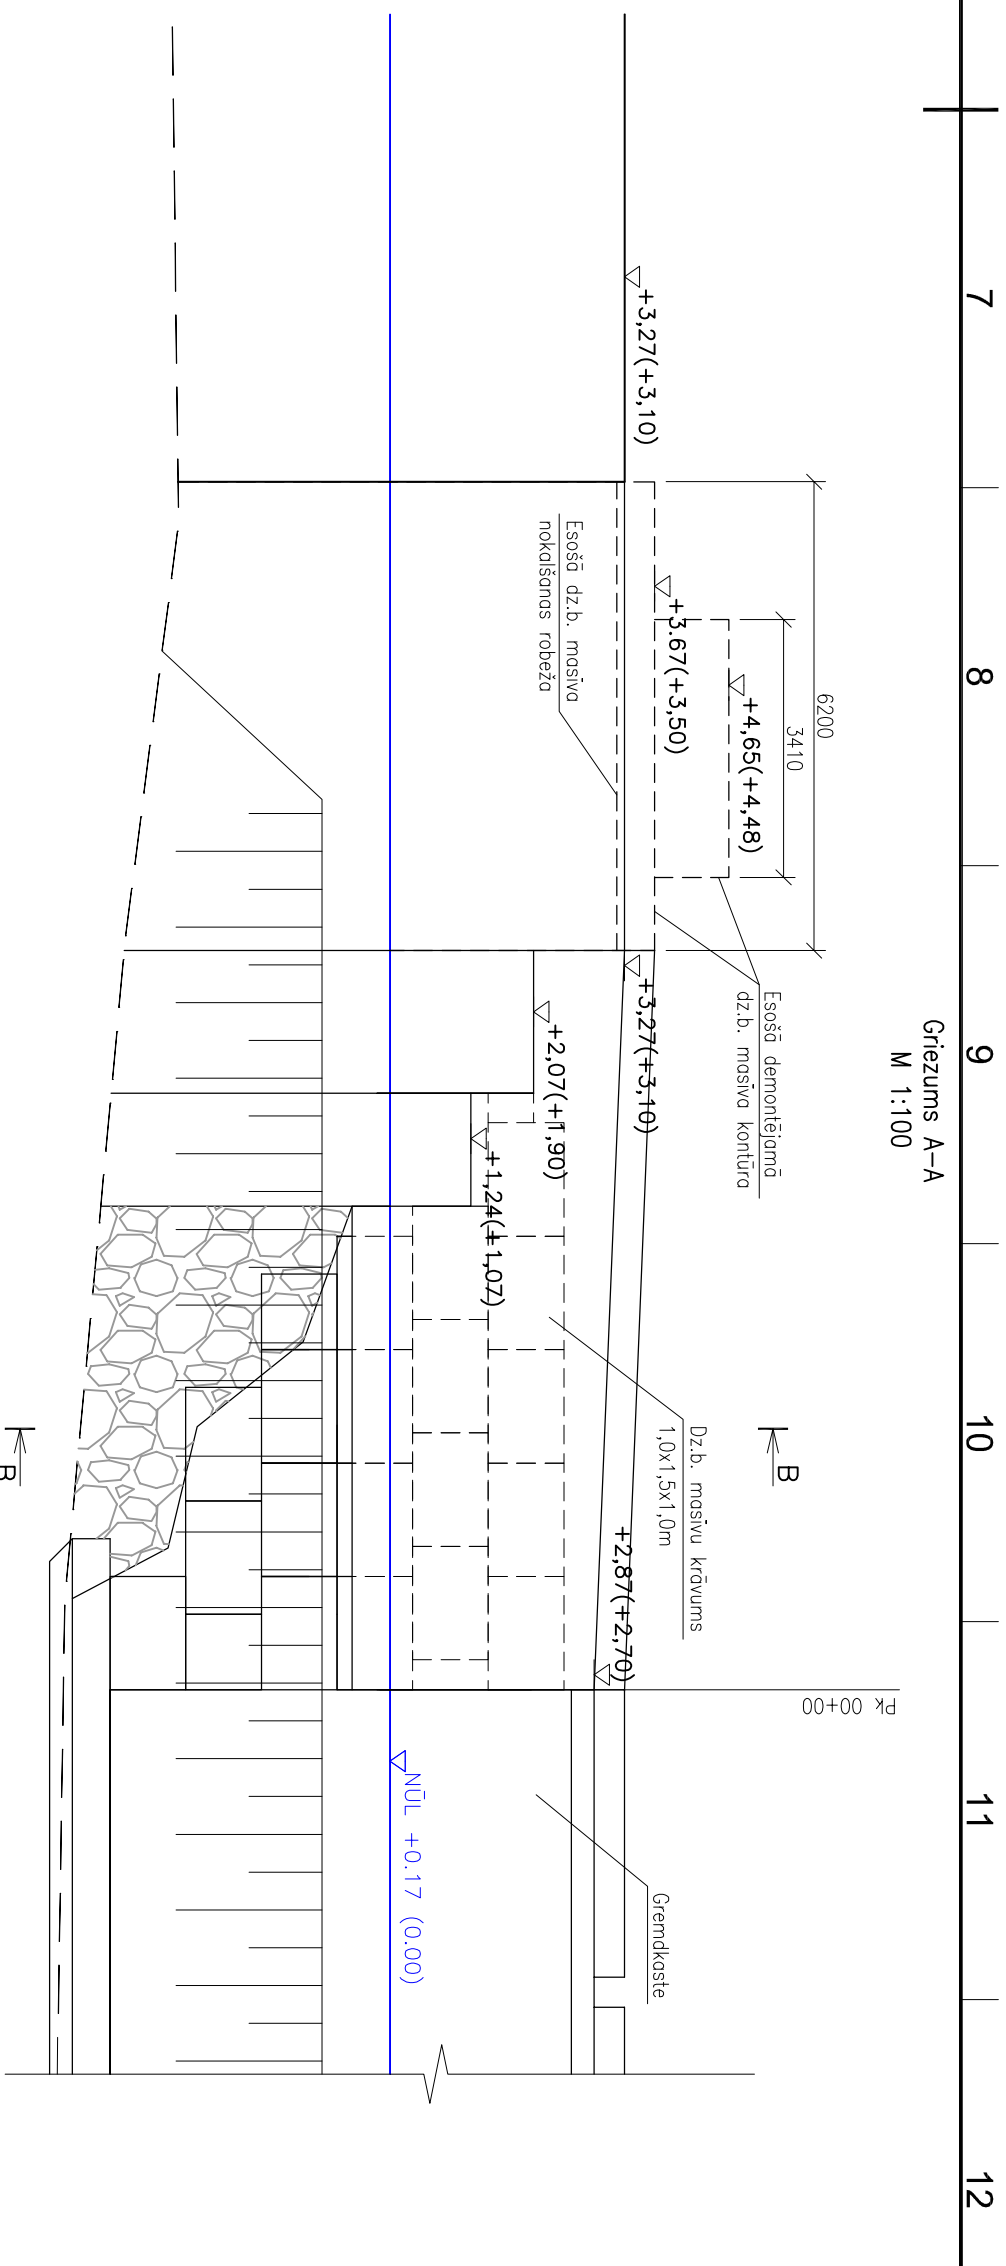 7
8
9
10
11
12
Griezums A–A
M 1:100
6200
3410
+4,65(+4,48)
+3.67(+3,50)
+3,27(+3,10)
Esošā dz.b. masīva
nokalšanas robeža
Esošā demontējamā
dz.b. masīva kontūra
+3,27(+3,10)
+2,07(+1,90)
+1,24(+1,07)
B
Dz.b. masīvu krāvums
1,0x1,5x1,0m
+2,87(+2,70)
Pk 00+00
NŪL +0.17 (0.00)
Gremdkaste
B